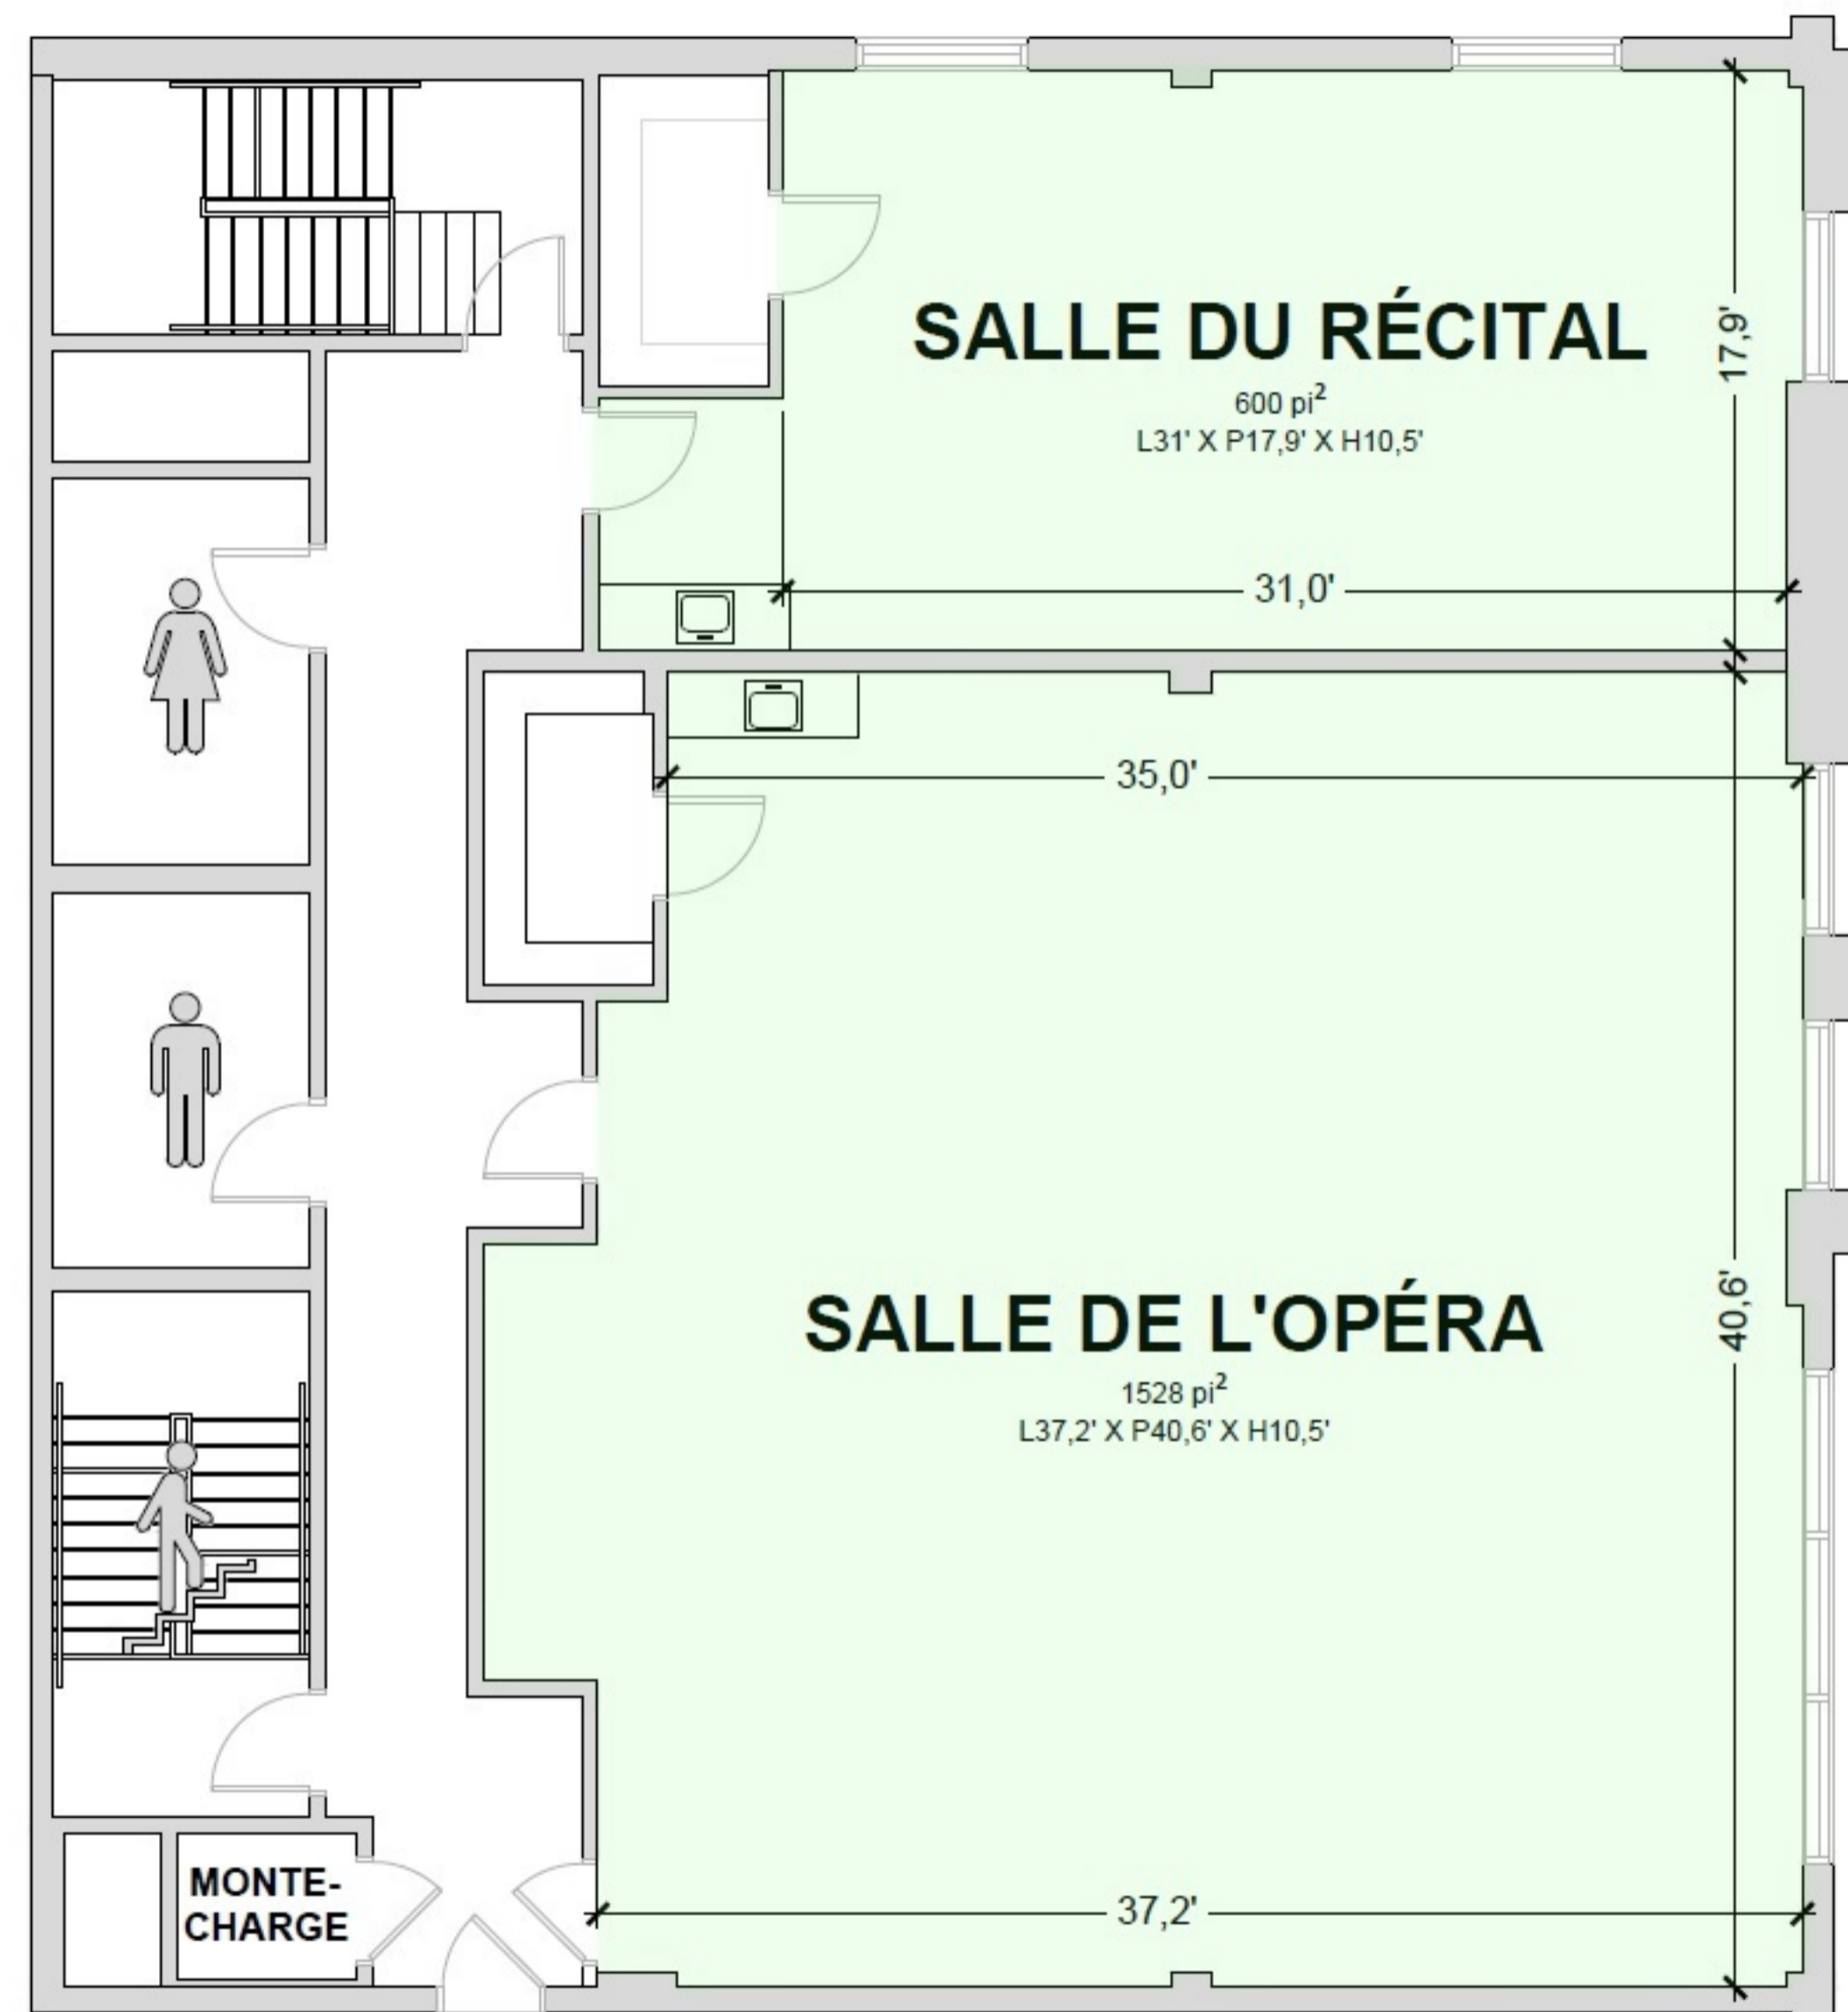 SALLE DU RÉCITAL
600 pi²
L31' X P17,9' X H10,5'
17,9'
31,0'
35,0'
SALLE DE L'OPÉRA
1528 pi²
L37,2' X P40,6' X H10,5'
40,6'
MONTE-
CHARGE
37,2'